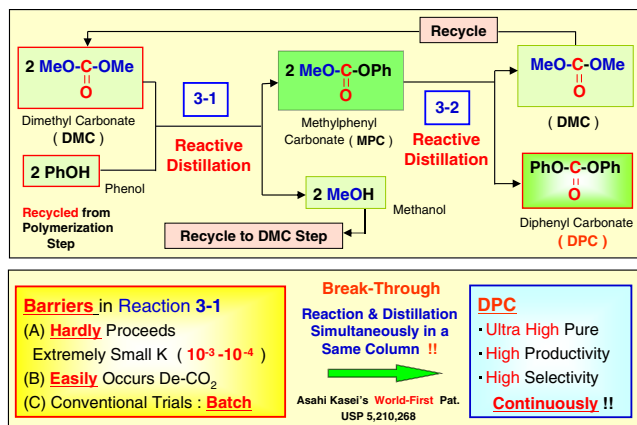 Recycle
2 MeO-C-OMe
O
Dimethyl Carbonate
( DMC )
2 PhOH
Phenol
Recycled from
Polymerization
Step
3-1
Reactive
Distillation
2 MeO-C-OPh
O
Methylphenyl
Carbonate ( MPC )
2 MeOH
Methanol
Recycle to DMC Step
3-2
Reactive
Distillation
MeO-C-OMe
O
( DMC )
PhO-C-OPh
O
Diphenyl Carbonate
( DPC )
Barriers in Reaction 3-1
(A) Hardly Proceeds
Extremely Small K ( 10⁻³ -10⁻⁴ )
(B) Easily Occurs De-CO₂
(C) Conventional Trials : Batch
Break-Through
Reaction & Distillation
Simultaneously in a
Same Column !!
Asahi Kasei's World-First Pat.
USP 5,210,268
DPC
- Ultra High Pure
- High Productivity
- High Selectivity
Continuously !!